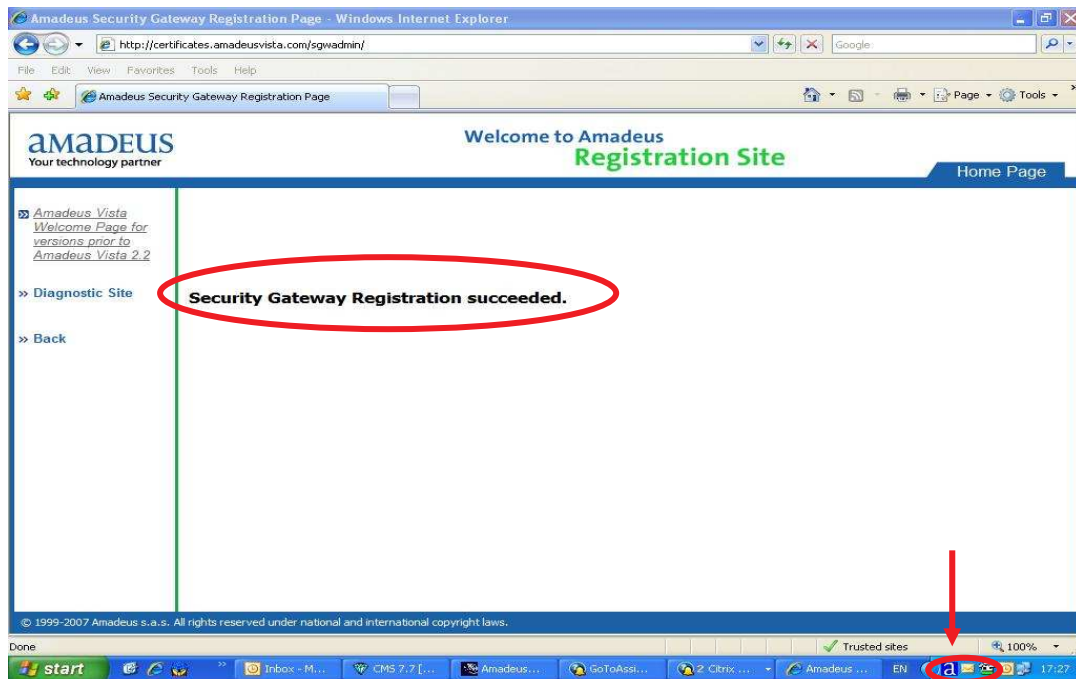 Amadeus Security Gateway Registration Page - Windows Internet Explorer
http://certificates.amadeusvista.com/sgwadmin/
Google
File Edit View Favorites Tools Help
Amadeus Security Gateway Registration Page
Page Tools
amadeus
Your technology partner
Welcome to Amadeus
Registration Site
Home Page
Amadeus Vista
Welcome Page for
versions prior to
Amadeus Vista 2.2
» Diagnostic Site
Security Gateway Registration succeeded.
» Back
© 1999-2007 Amadeus s.a.s. All rights reserved under national and international copyright laws.
Done
Trusted sites
100%
start
Inbox - M...
CMS 7.7 [...
Amadeus...
GoToAssi...
2 Citrix ...
Amadeus ...
EN
a
17:27